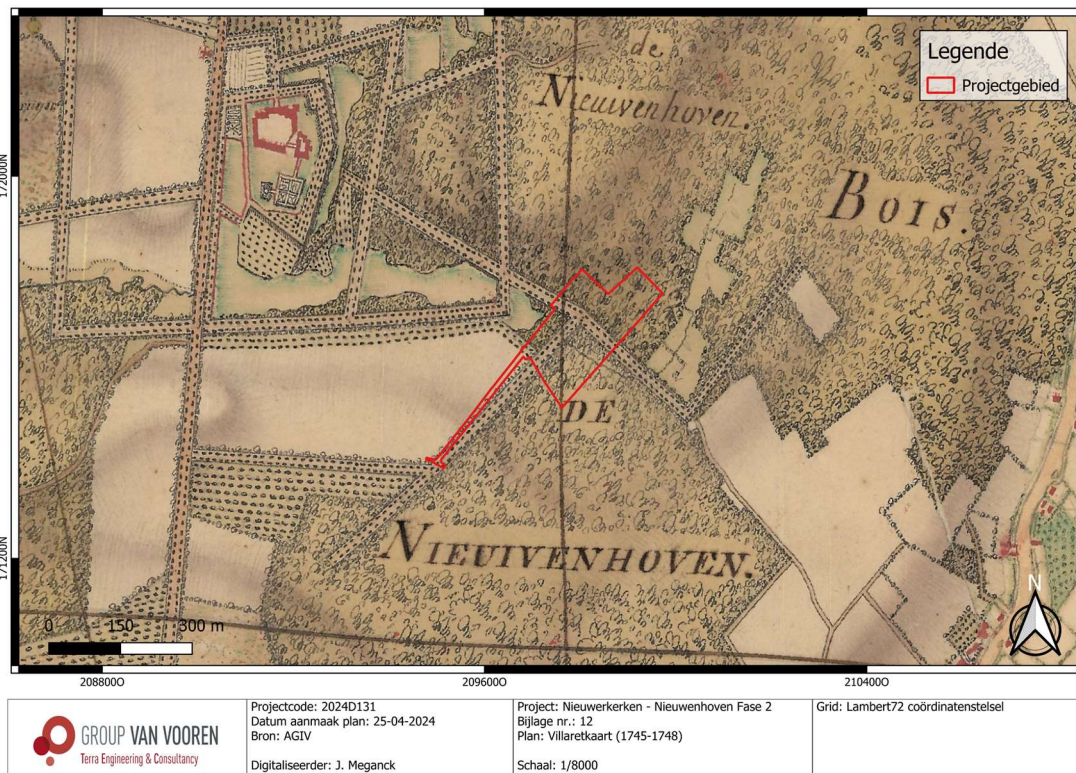 de
Nieuivenhoven.
BOIS.
DE
NIEUIVENHOVEN.
Legende
Projectgebied
172000N
171200N
0 150 300 m
N
208800O
209600O
210400O
GROUP VAN VOOREN
Terra Engineering & Consultancy
Projectcode: 2024D131
Datum aanmaak plan: 25-04-2024
Bron: AGIV
Digitaliseerder: J. Meganck
Project: Nieuwerkerken - Nieuwenhoven Fase 2
Bijlage nr.: 12
Plan: Villaretkaart (1745-1748)
Schaal: 1/8000
Grid: Lambert72 coördinatenstelsel